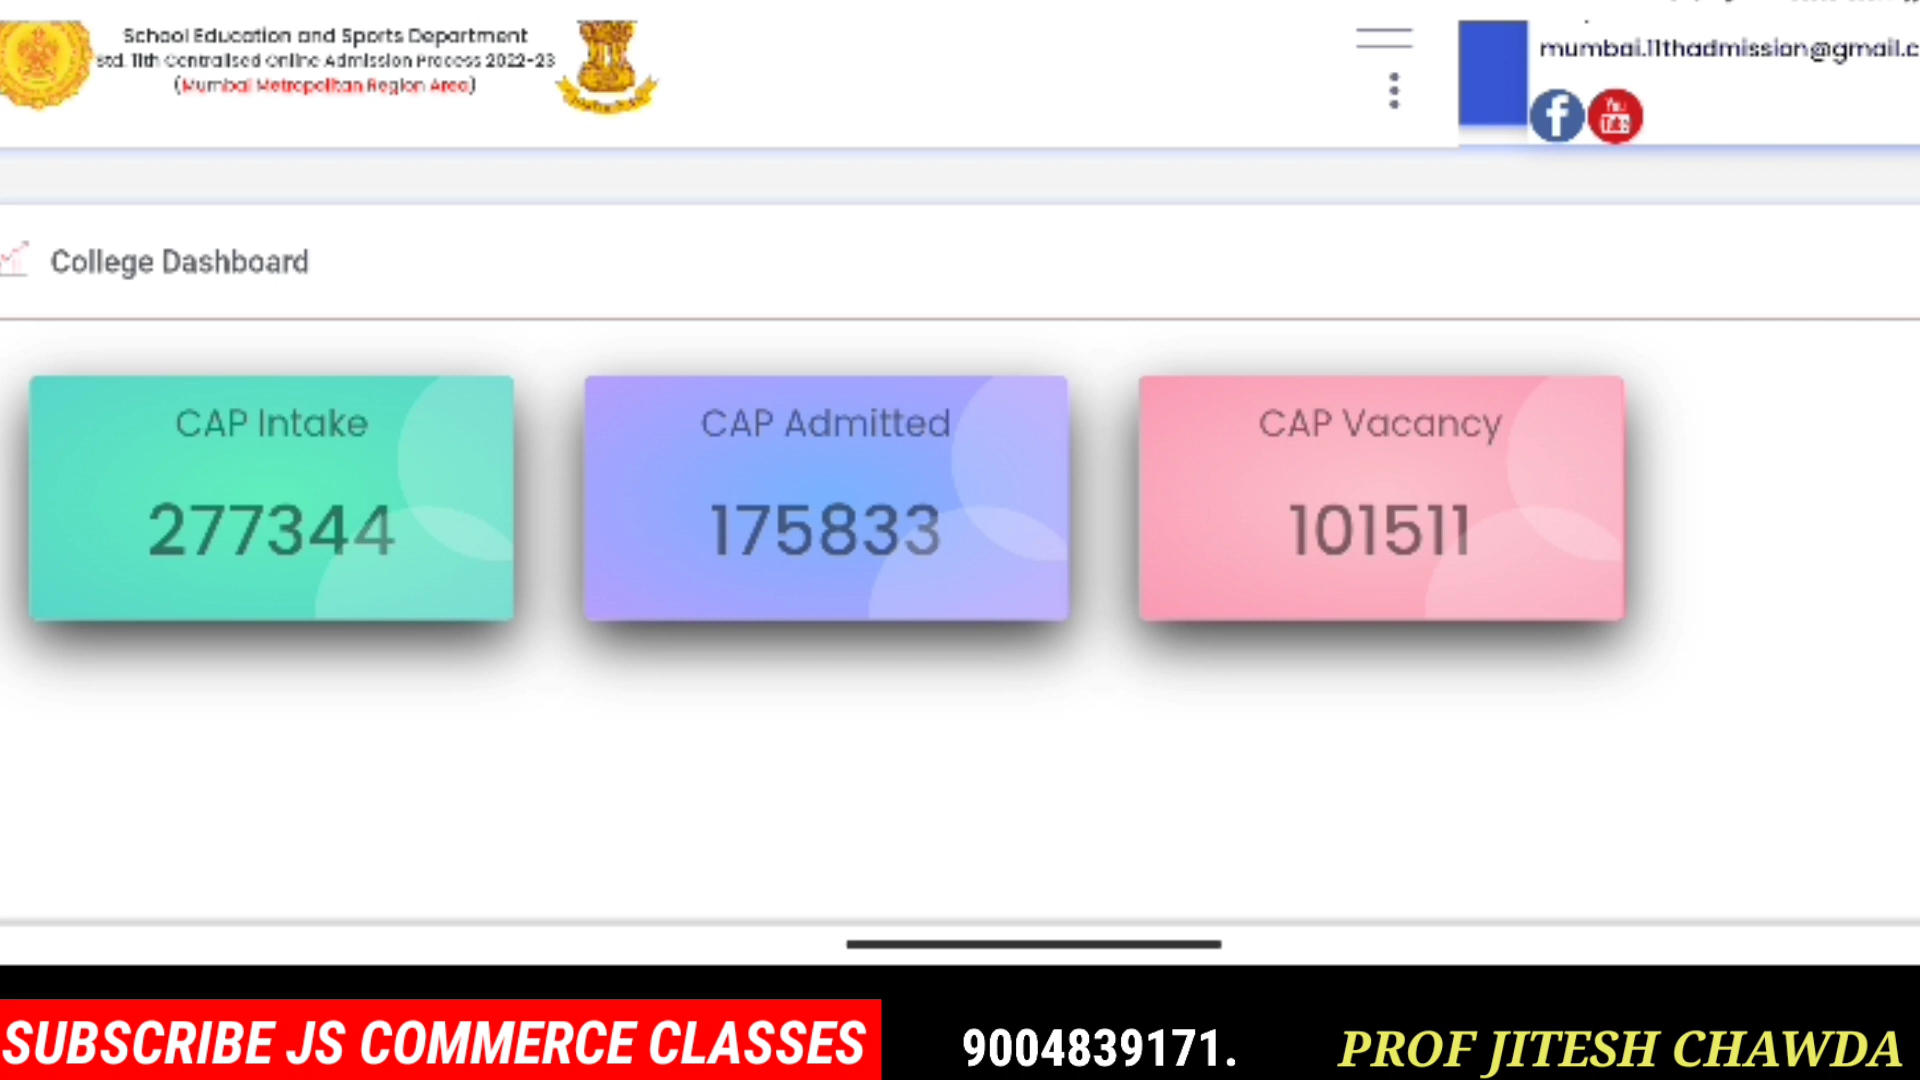 School Education and Sports Department
Std. 11th Centralised Online Admission Process 2022-23
(Mumbai Metropolitan Region Area)
mumbai.11thadmission@gmail.c
f
You
College Dashboard
CAP Intake
277344
CAP Admitted
175833
CAP Vacancy
101511
SUBSCRIBE JS COMMERCE CLASSES
9004839171.
PROF JITESH CHAWDA